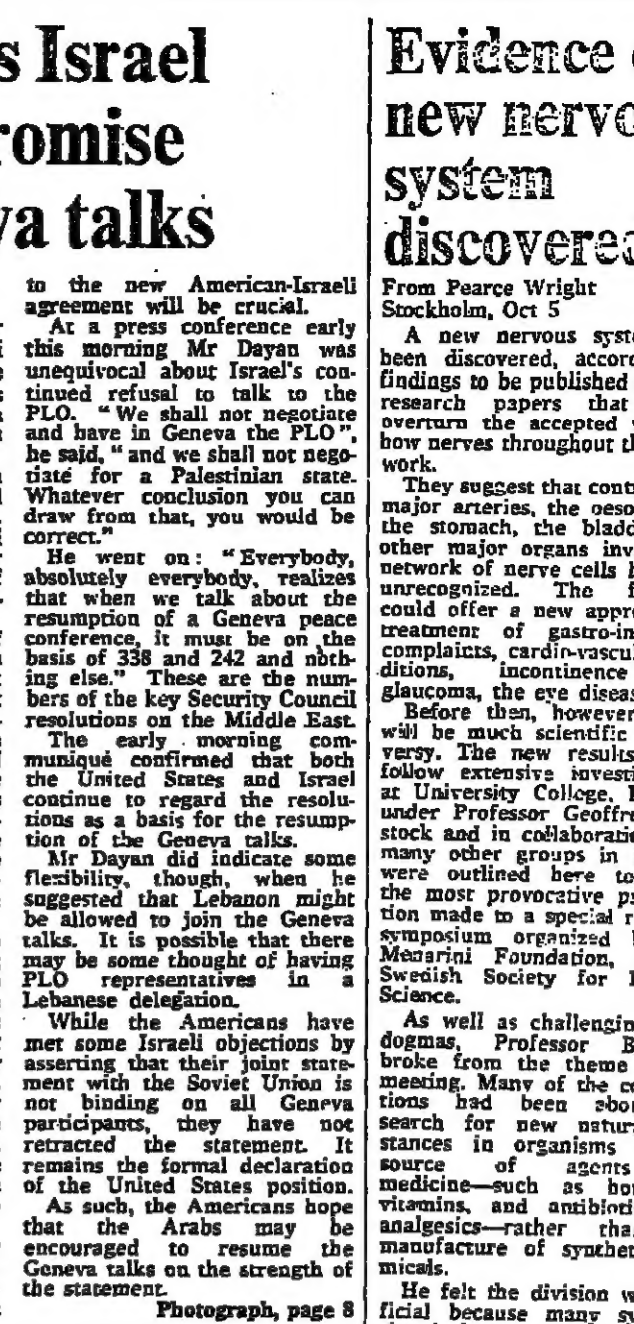 s Israel
romise
va talks
to the new American-Israeli
agreement will be crucial.
At a press conference early
this morning Mr Dayan was
unequivocal about Israel's con-
tinued refusal to talk to the
PLO. "We shall not negotiate
and have in Geneva the PLO",
he said, "and we shall not nego-
tiate for a Palestinian state.
Whatever conclusion you can
draw from that, you would be
correct."
He went on: "Everybody,
absolutely everybody, realizes
that when we talk about the
resumption of a Geneva peace
conference, it must be on the
basis of 338 and 242 and noth-
ing else." These are the num-
bers of the key Security Council
resolutions on the Middle East.
The early morning com-
muniqué confirmed that both
the United States and Israel
continue to regard the resolu-
tions as a basis for the resump-
tion of the Geneva talks.
Mr Dayan did indicate some
flexibility, though, when he
suggested that Lebanon might
be allowed to join the Geneva
talks. It is possible that there
may be some thought of having
PLO representatives in a
Lebanese delegation.
While the Americans have
met some Israeli objections by
asserting that their joint state-
ment with the Soviet Union is
not binding on all Geneva
participants, they have not
retracted the statement. It
remains the formal declaration
of the United States position.
As such, the Americans hope
that the Arabs may be
encouraged to resume the
Geneva talks on the strength of
the statement.
Photograph, page 8
Evidence
new nervo
system
discovered
From Pearce Wright
Stockholm, Oct 5
A new nervous syste
been discovered, accord
findings to be published
research papers that
overturn the accepted
how nerves throughout th
work.
They suggest that cont
major arteries, the oeso
the stomach, the bladd
other major organs inv
network of nerve cells
unrecognized. The f
could offer a new appr
treatment of gastro-in
complaints, cardio-vascul
ditions, incontinence
glaucoma, the eye diseas
Before then, however
will be much scientific
versy. The new results
follow extensive investi
at University College,
under Professor Geoffre
stock and in collaboratio
many other groups in
were outlined here to
the most provocative
tion made to a special
symposium organized
Menarini Foundation,
Swedish Society for
Science.
As well as challengin
dogmas, Professor B
broke from the theme
meeting. Many of the co
tions had been abou
search for new natur
stances in organisms
source of agents
medicine—such as ho
vitamins, and antibioti
analgesics—rather tha
manufacture of synthet
micals.
He felt the division w
ficial because many sy